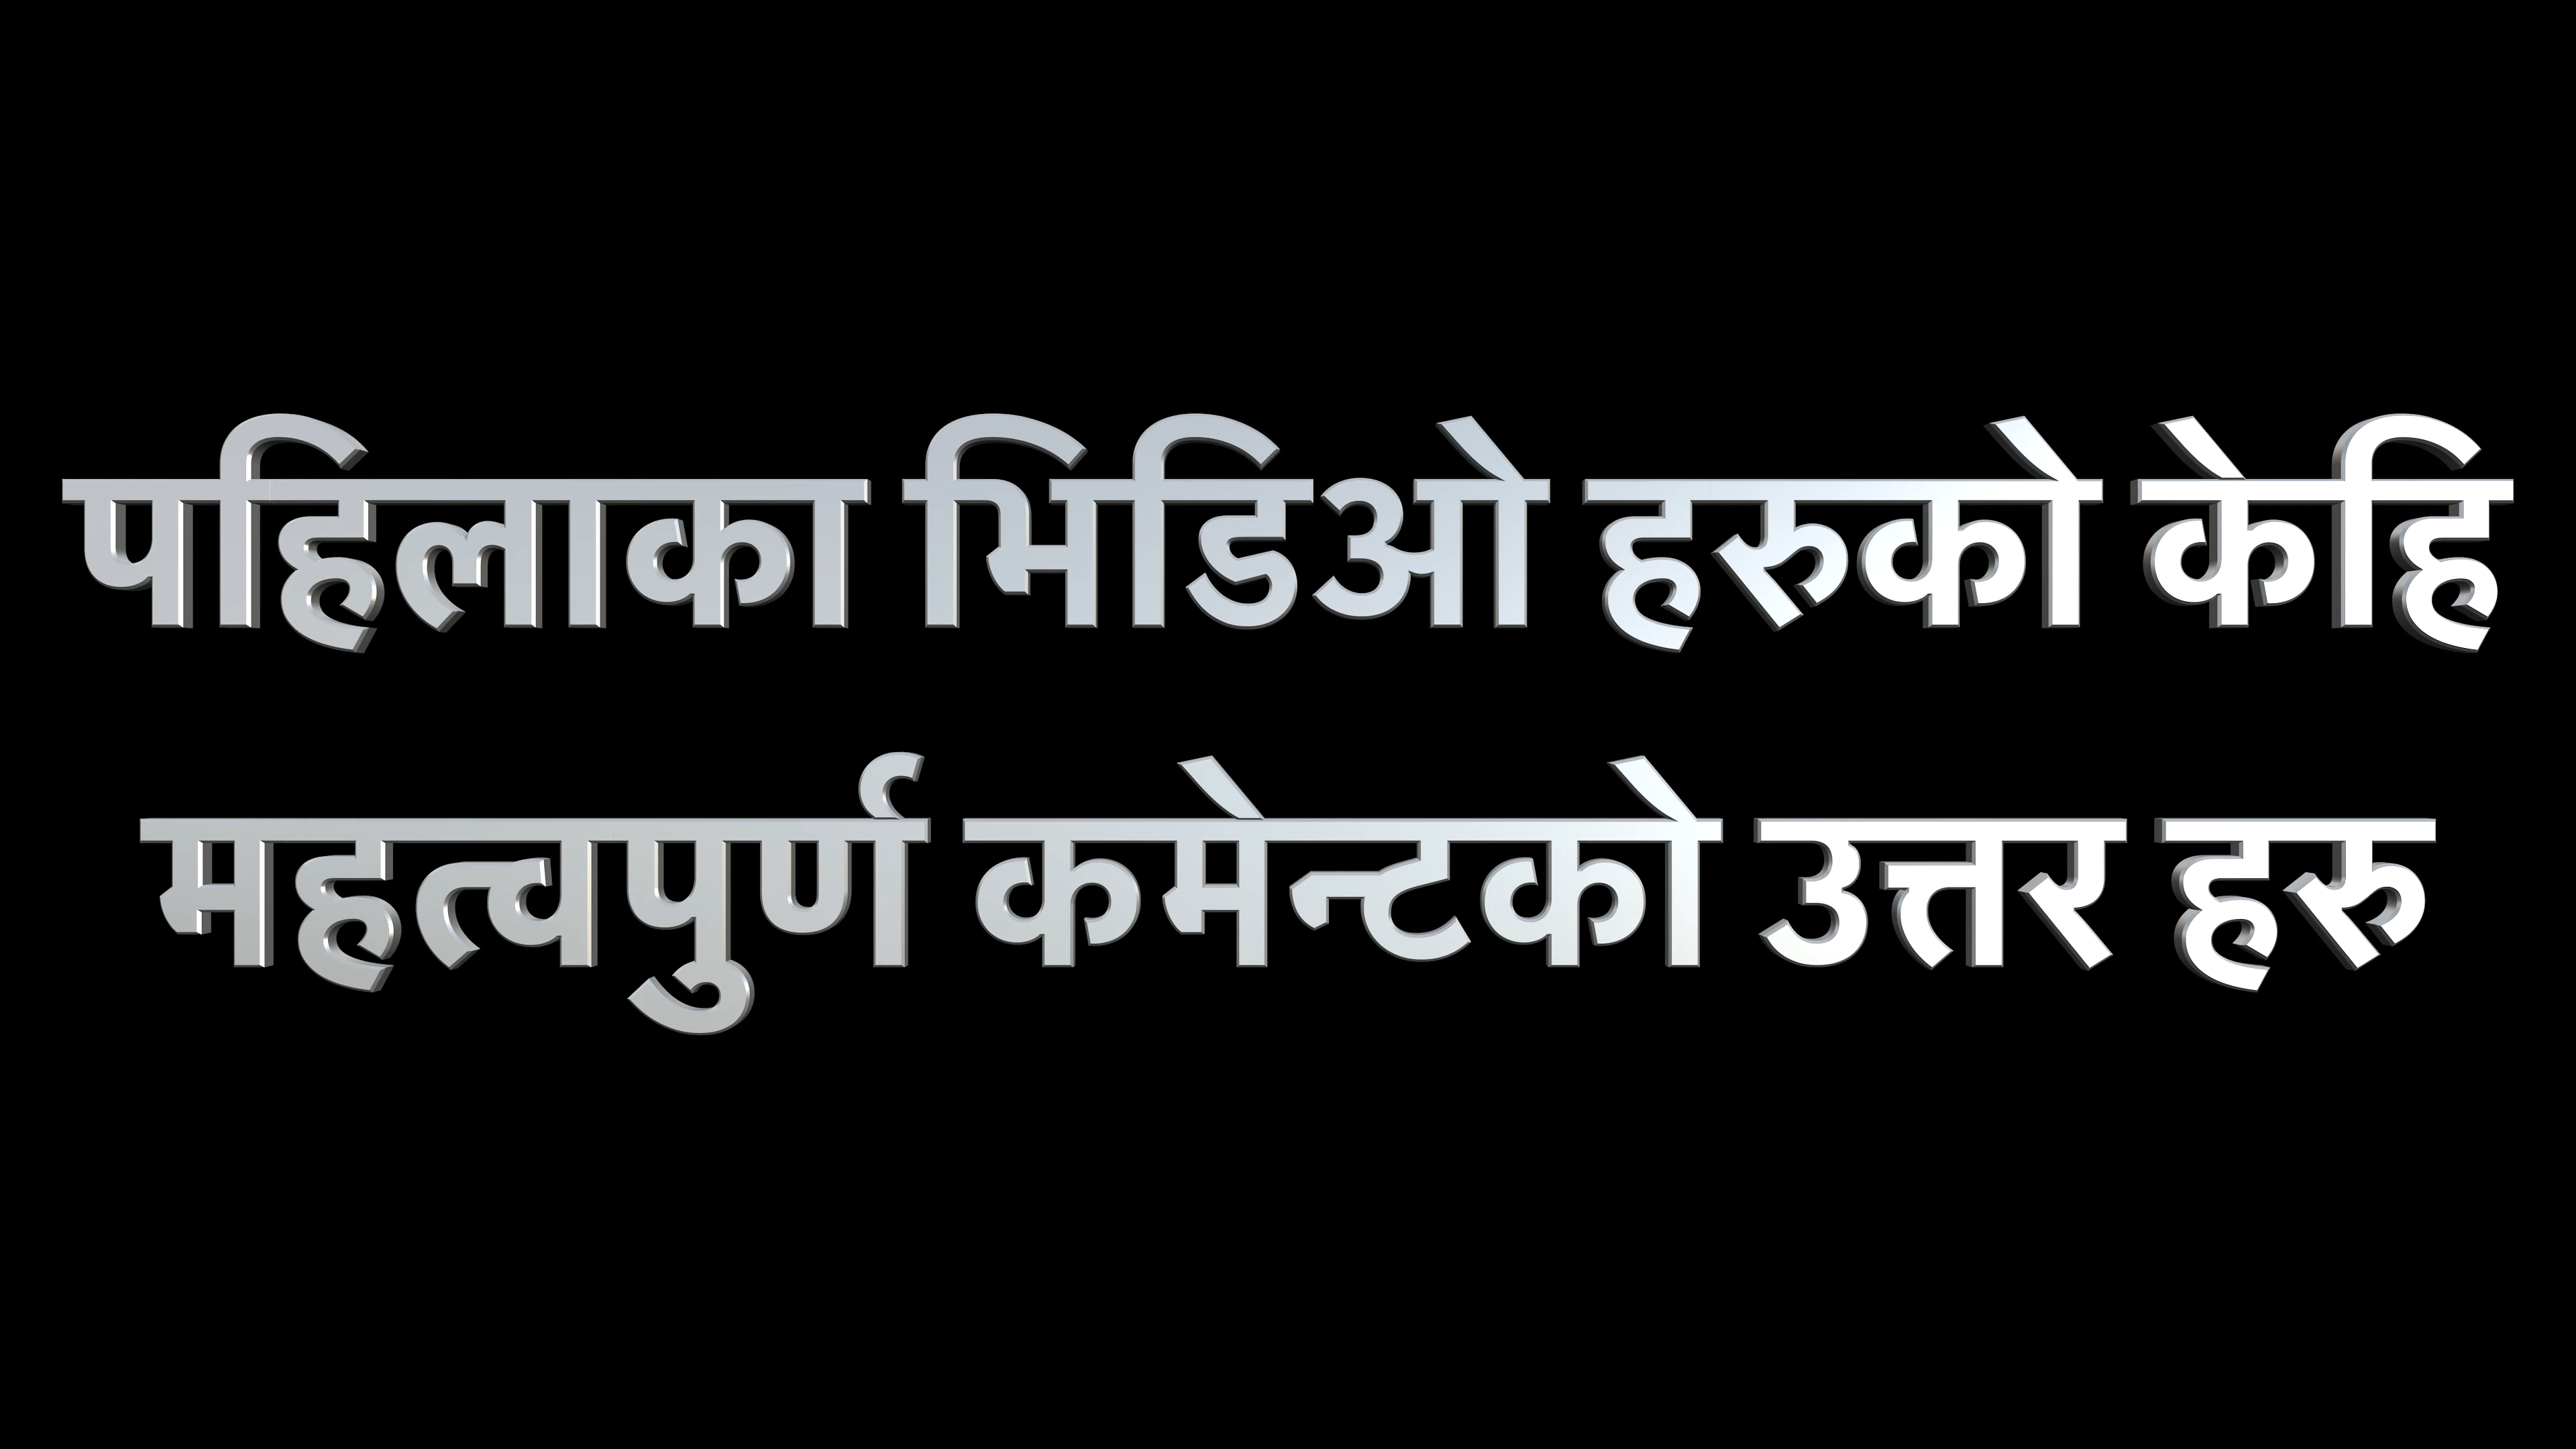 पहिलाका भिडिओ हरुको केहि
महत्वपुर्ण कमेन्टको उत्तर हरु